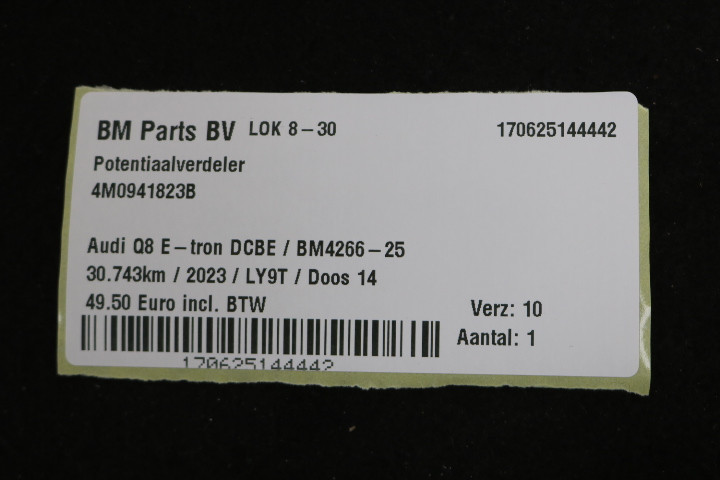 BM Parts BV LOK 8-30 170625144442
Potentiaalverdeler
4M0941823B
Audi Q8 E-tron DCBE / BM4266-25
30.743km / 2023 / LY9T / Doos 14
49.50 Euro incl. BTW
Verz: 10
Aantal: 1
170625144442